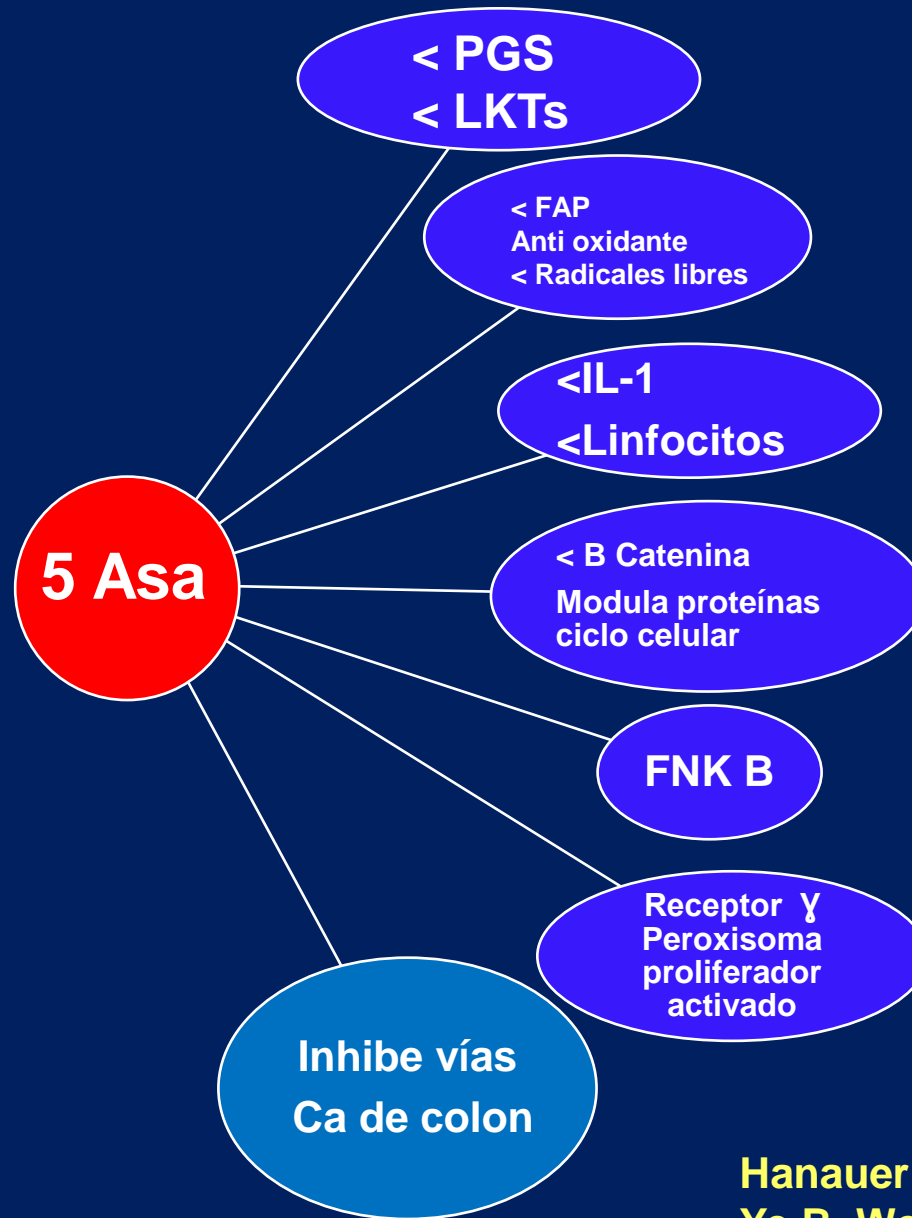 < PGS
< LKTs
< FAP
Anti oxidante
< Radicales libres
<IL-1
<Linfocitos
5 Asa
< B Catenina
Modula proteínas
ciclo celular
FNK B
Receptor Ɣ
Peroxisoma
proliferador
activado
Inhibe vías
Ca de colon
Hanauer